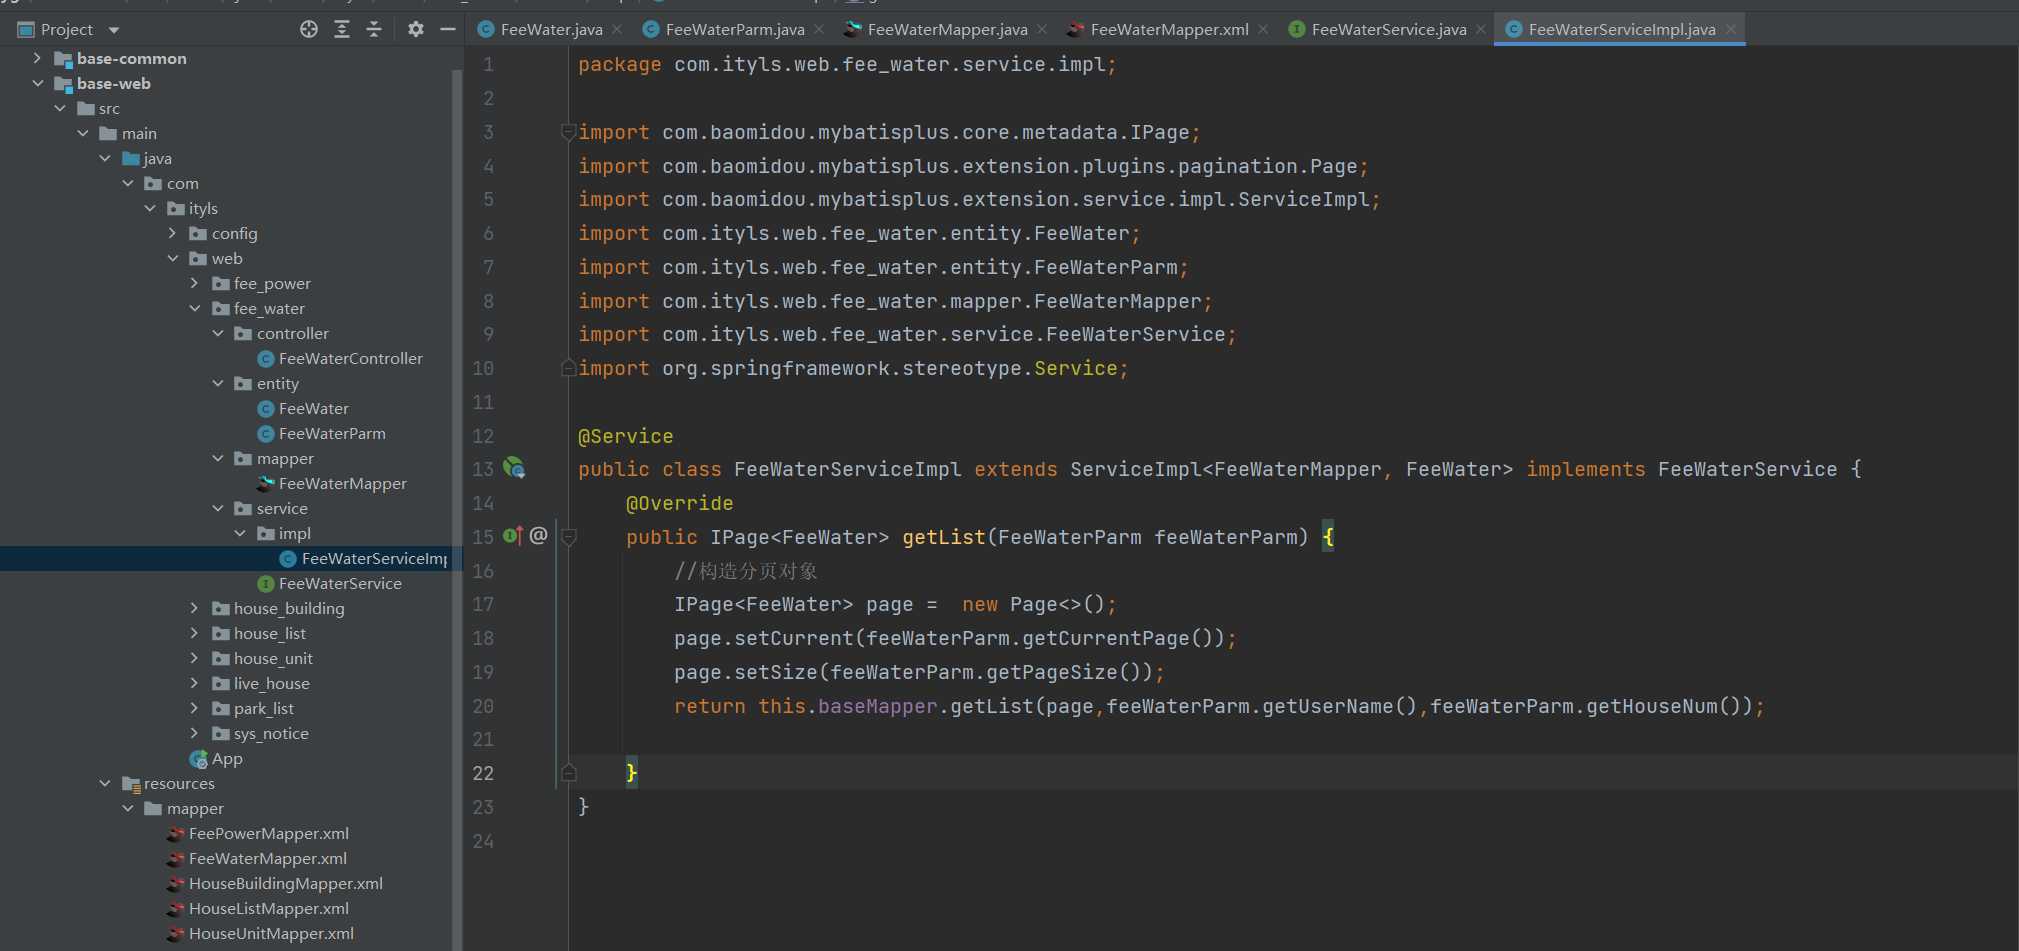 Project
FeeWater.java
FeeWaterParm.java
FeeWaterMapper.java
FeeWaterMapper.xml
FeeWaterService.java
FeeWaterServiceImpl.java
base-common
base-web
src
main
java
com
ityls
config
web
fee_power
fee_water
controller
FeeWaterController
entity
FeeWater
FeeWaterParm
mapper
FeeWaterMapper
service
impl
FeeWaterServiceImp
FeeWaterService
house_building
house_list
house_unit
live_house
park_list
sys_notice
App
resources
mapper
FeePowerMapper.xml
FeeWaterMapper.xml
HouseBuildingMapper.xml
HouseListMapper.xml
HouseUnitMapper.xml
1 package com.ityls.web.fee_water.service.impl;
2
3 import com.baomidou.mybatisplus.core.metadata.IPage;
4 import com.baomidou.mybatisplus.extension.plugins.pagination.Page;
5 import com.baomidou.mybatisplus.extension.service.impl.ServiceImpl;
6 import com.ityls.web.fee_water.entity.FeeWater;
7 import com.ityls.web.fee_water.entity.FeeWaterParm;
8 import com.ityls.web.fee_water.mapper.FeeWaterMapper;
9 import com.ityls.web.fee_water.service.FeeWaterService;
10 import org.springframework.stereotype.Service;
11
12 @Service
13 public class FeeWaterServiceImpl extends ServiceImpl<FeeWaterMapper, FeeWater> implements FeeWaterService {
14 @Override
15 @ public IPage<FeeWater> getList(FeeWaterParm feeWaterParm) {
16 //构造分页对象
17 IPage<FeeWater> page =  new Page<>();
18 page.setCurrent(feeWaterParm.getCurrentPage());
19 page.setSize(feeWaterParm.getPageSize());
20 return this.baseMapper.getList(page,feeWaterParm.getUserName(),feeWaterParm.getHouseNum());
21
22 }
23 }
24